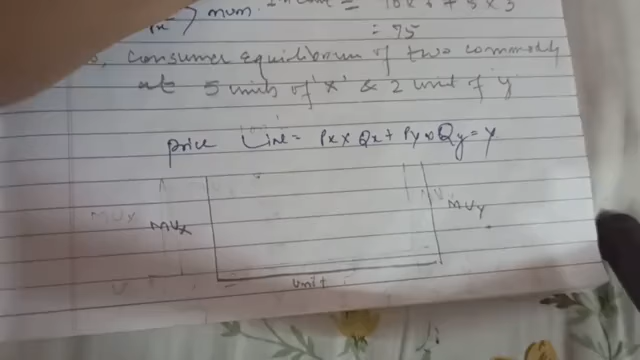 mum.
= 75
consumer equilibrium of two commodity
at 5 units of 'x' & 2 unit of y
price Line = Px x Qx + Py x Qy = y
MUx
MUy
unit